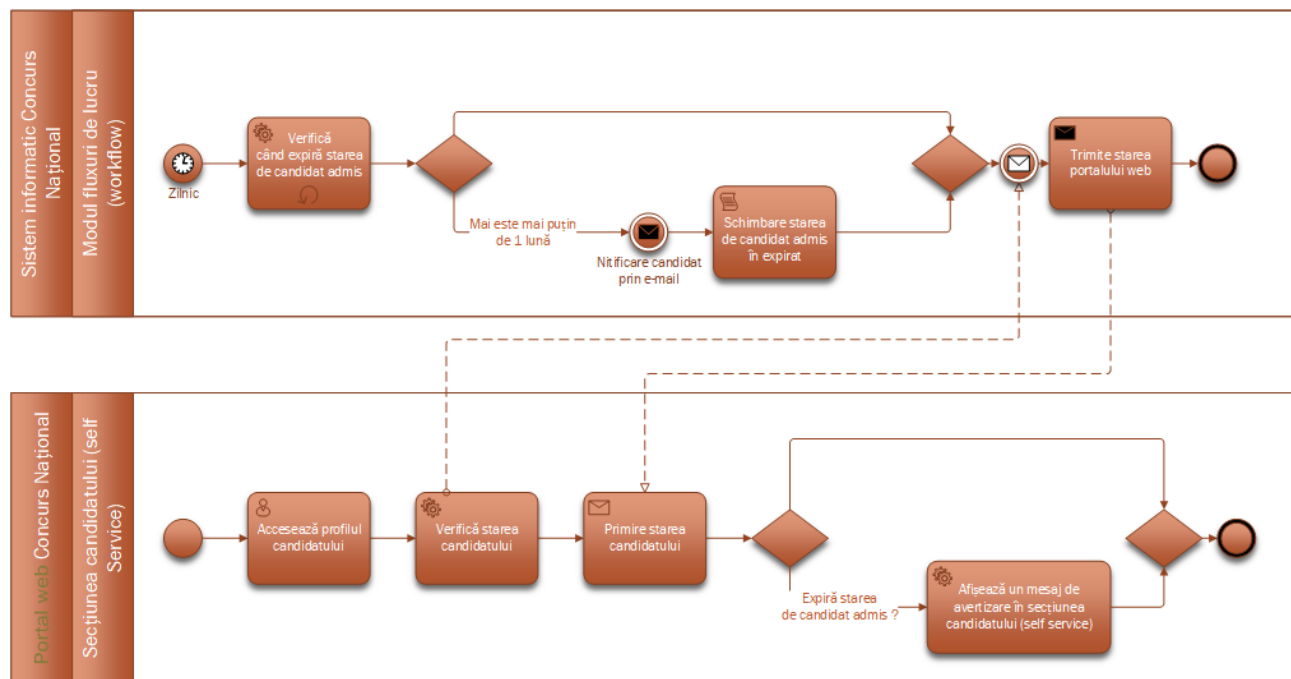 Sistem informatic Concurs
Național
Modul fluxuri de lucru
(workflow)
Zilnic
Verifică
când expiră starea
de candidat admis
Mai este mai puțin
de 1 lună
Nitificare candidat
prin e-mail
Schimbare starea
de candidat admis
în expirat
Trimite starea
portalului web
Portal web Concurs Național
Secțiunea candidatului (self
Service)
Accesează profilul
candidatului
Verifică starea
candidatului
Primire starea
candidatului
Expiră starea
de candidat admis ?
Afișează un mesaj de
avertizare în secțiunea
candidatului (self service)